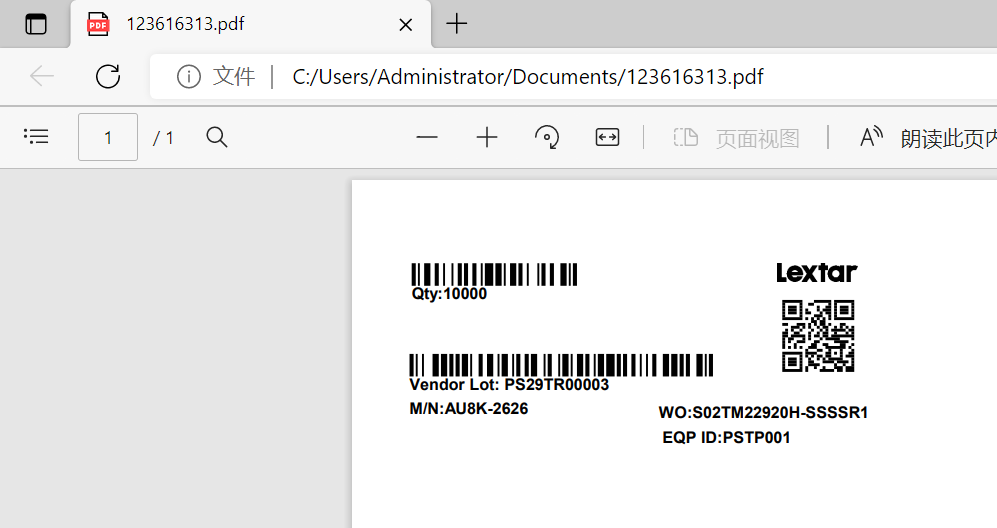 123616313.pdf
文件 | C:/Users/Administrator/Documents/123616313.pdf
1 / 1
页面视图
朗读此页内
Lextar
Qty:10000
Vendor Lot: PS29TR00003
M/N:AU8K-2626
WO:S02TM22920H-SSSSR1
EQP ID:PSTP001